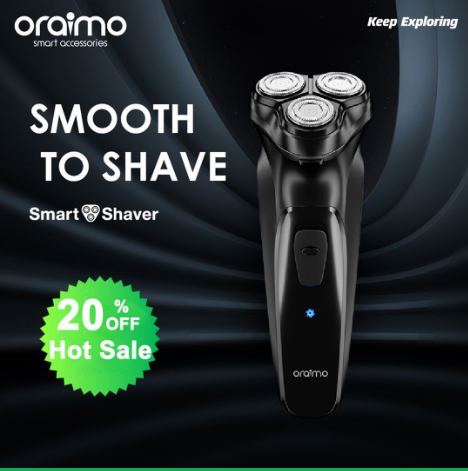 oraimo
smart accessories
Keep Exploring
SMOOTH
TO SHAVE
Smart Shaver
20% OFF
Hot Sale
oraimo